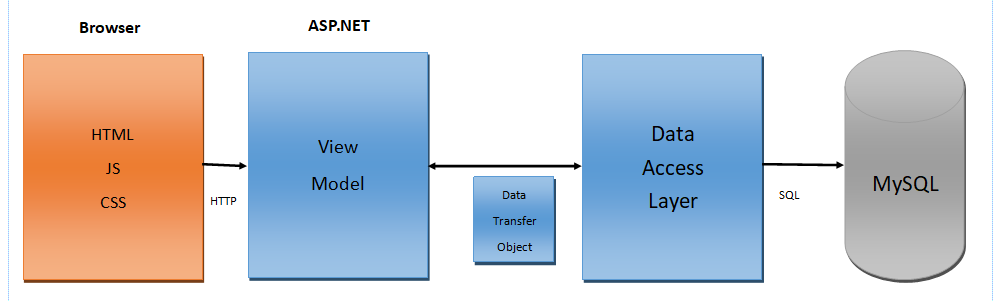 Browser
ASP.NET
HTML
JS
CSS
HTTP
View
Model
Data
Transfer
Object
Data
Access
Layer
SQL
MySQL